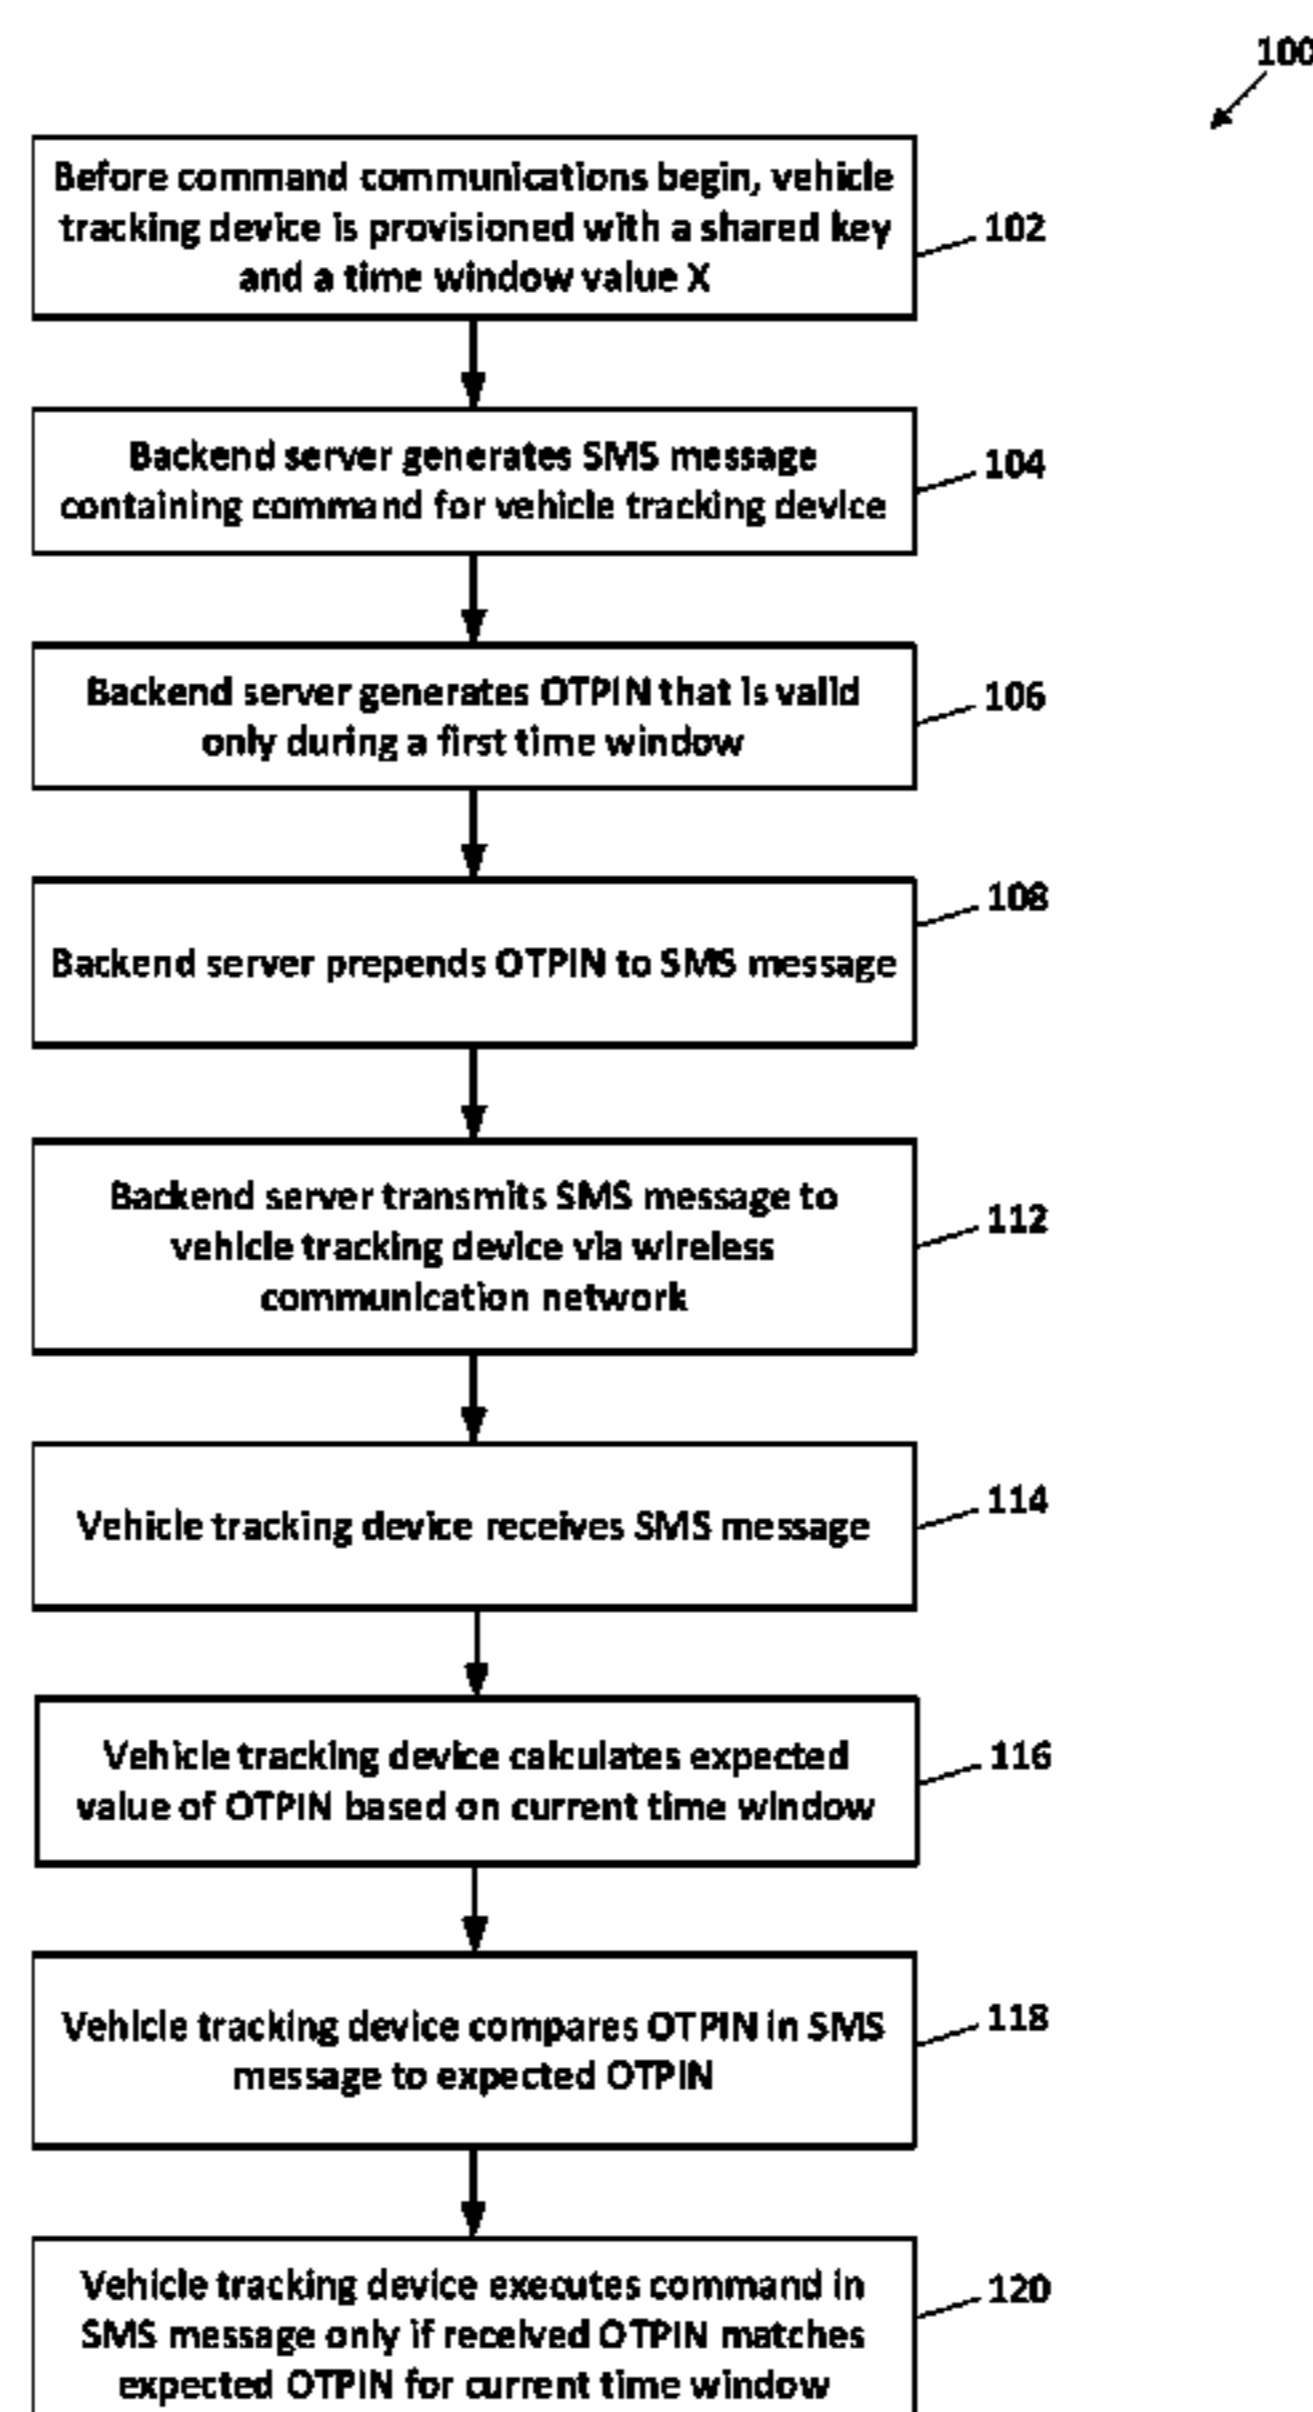 100
Before command communications begin, vehicle
tracking device is provisioned with a shared key
and a time window value X
102
Backend server generates SMS message
containing command for vehicle tracking device
104
Backend server generates OTPIN that is valid
only during a first time window
106
Backend server prepends OTPIN to SMS message
108
Backend server transmits SMS message to
vehicle tracking device via wireless
communication network
112
Vehicle tracking device receives SMS message
114
Vehicle tracking device calculates expected
value of OTPIN based on current time window
116
Vehicle tracking device compares OTPIN in SMS
message to expected OTPIN
118
Vehicle tracking device executes command in
SMS message only if received OTPIN matches
expected OTPIN for current time window
120